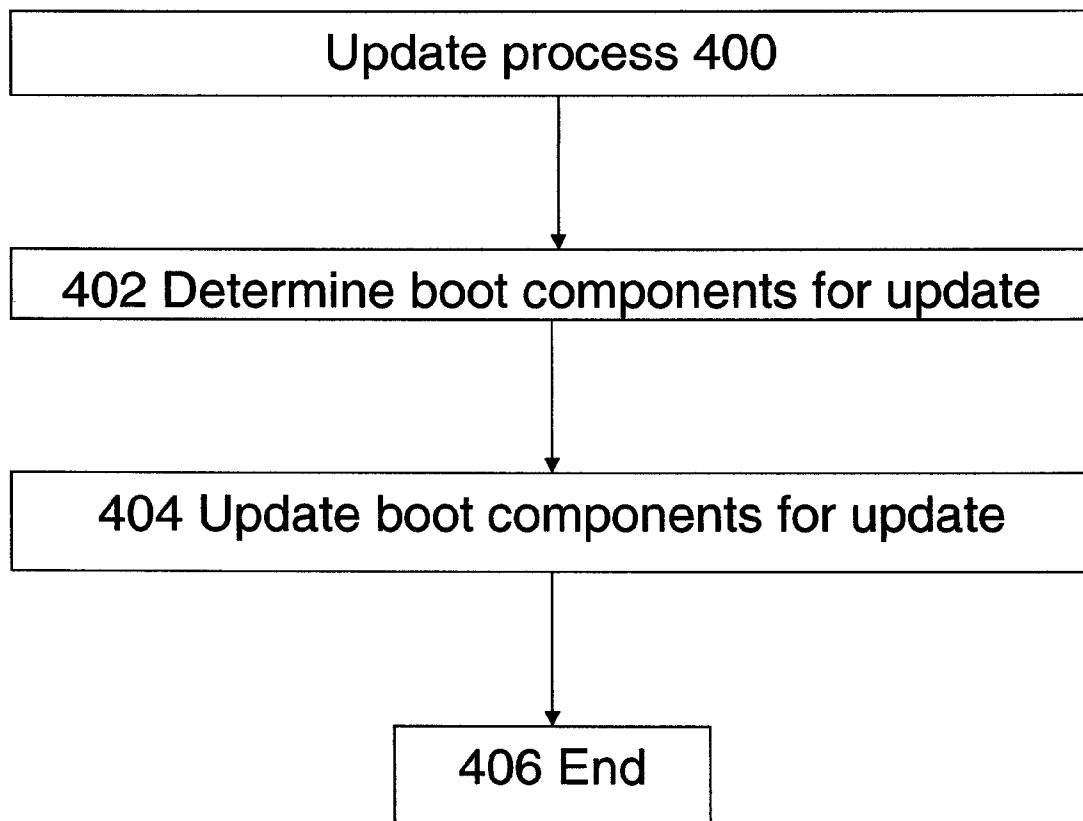 Update process 400
402 Determine boot components for update
404 Update boot components for update
406 End